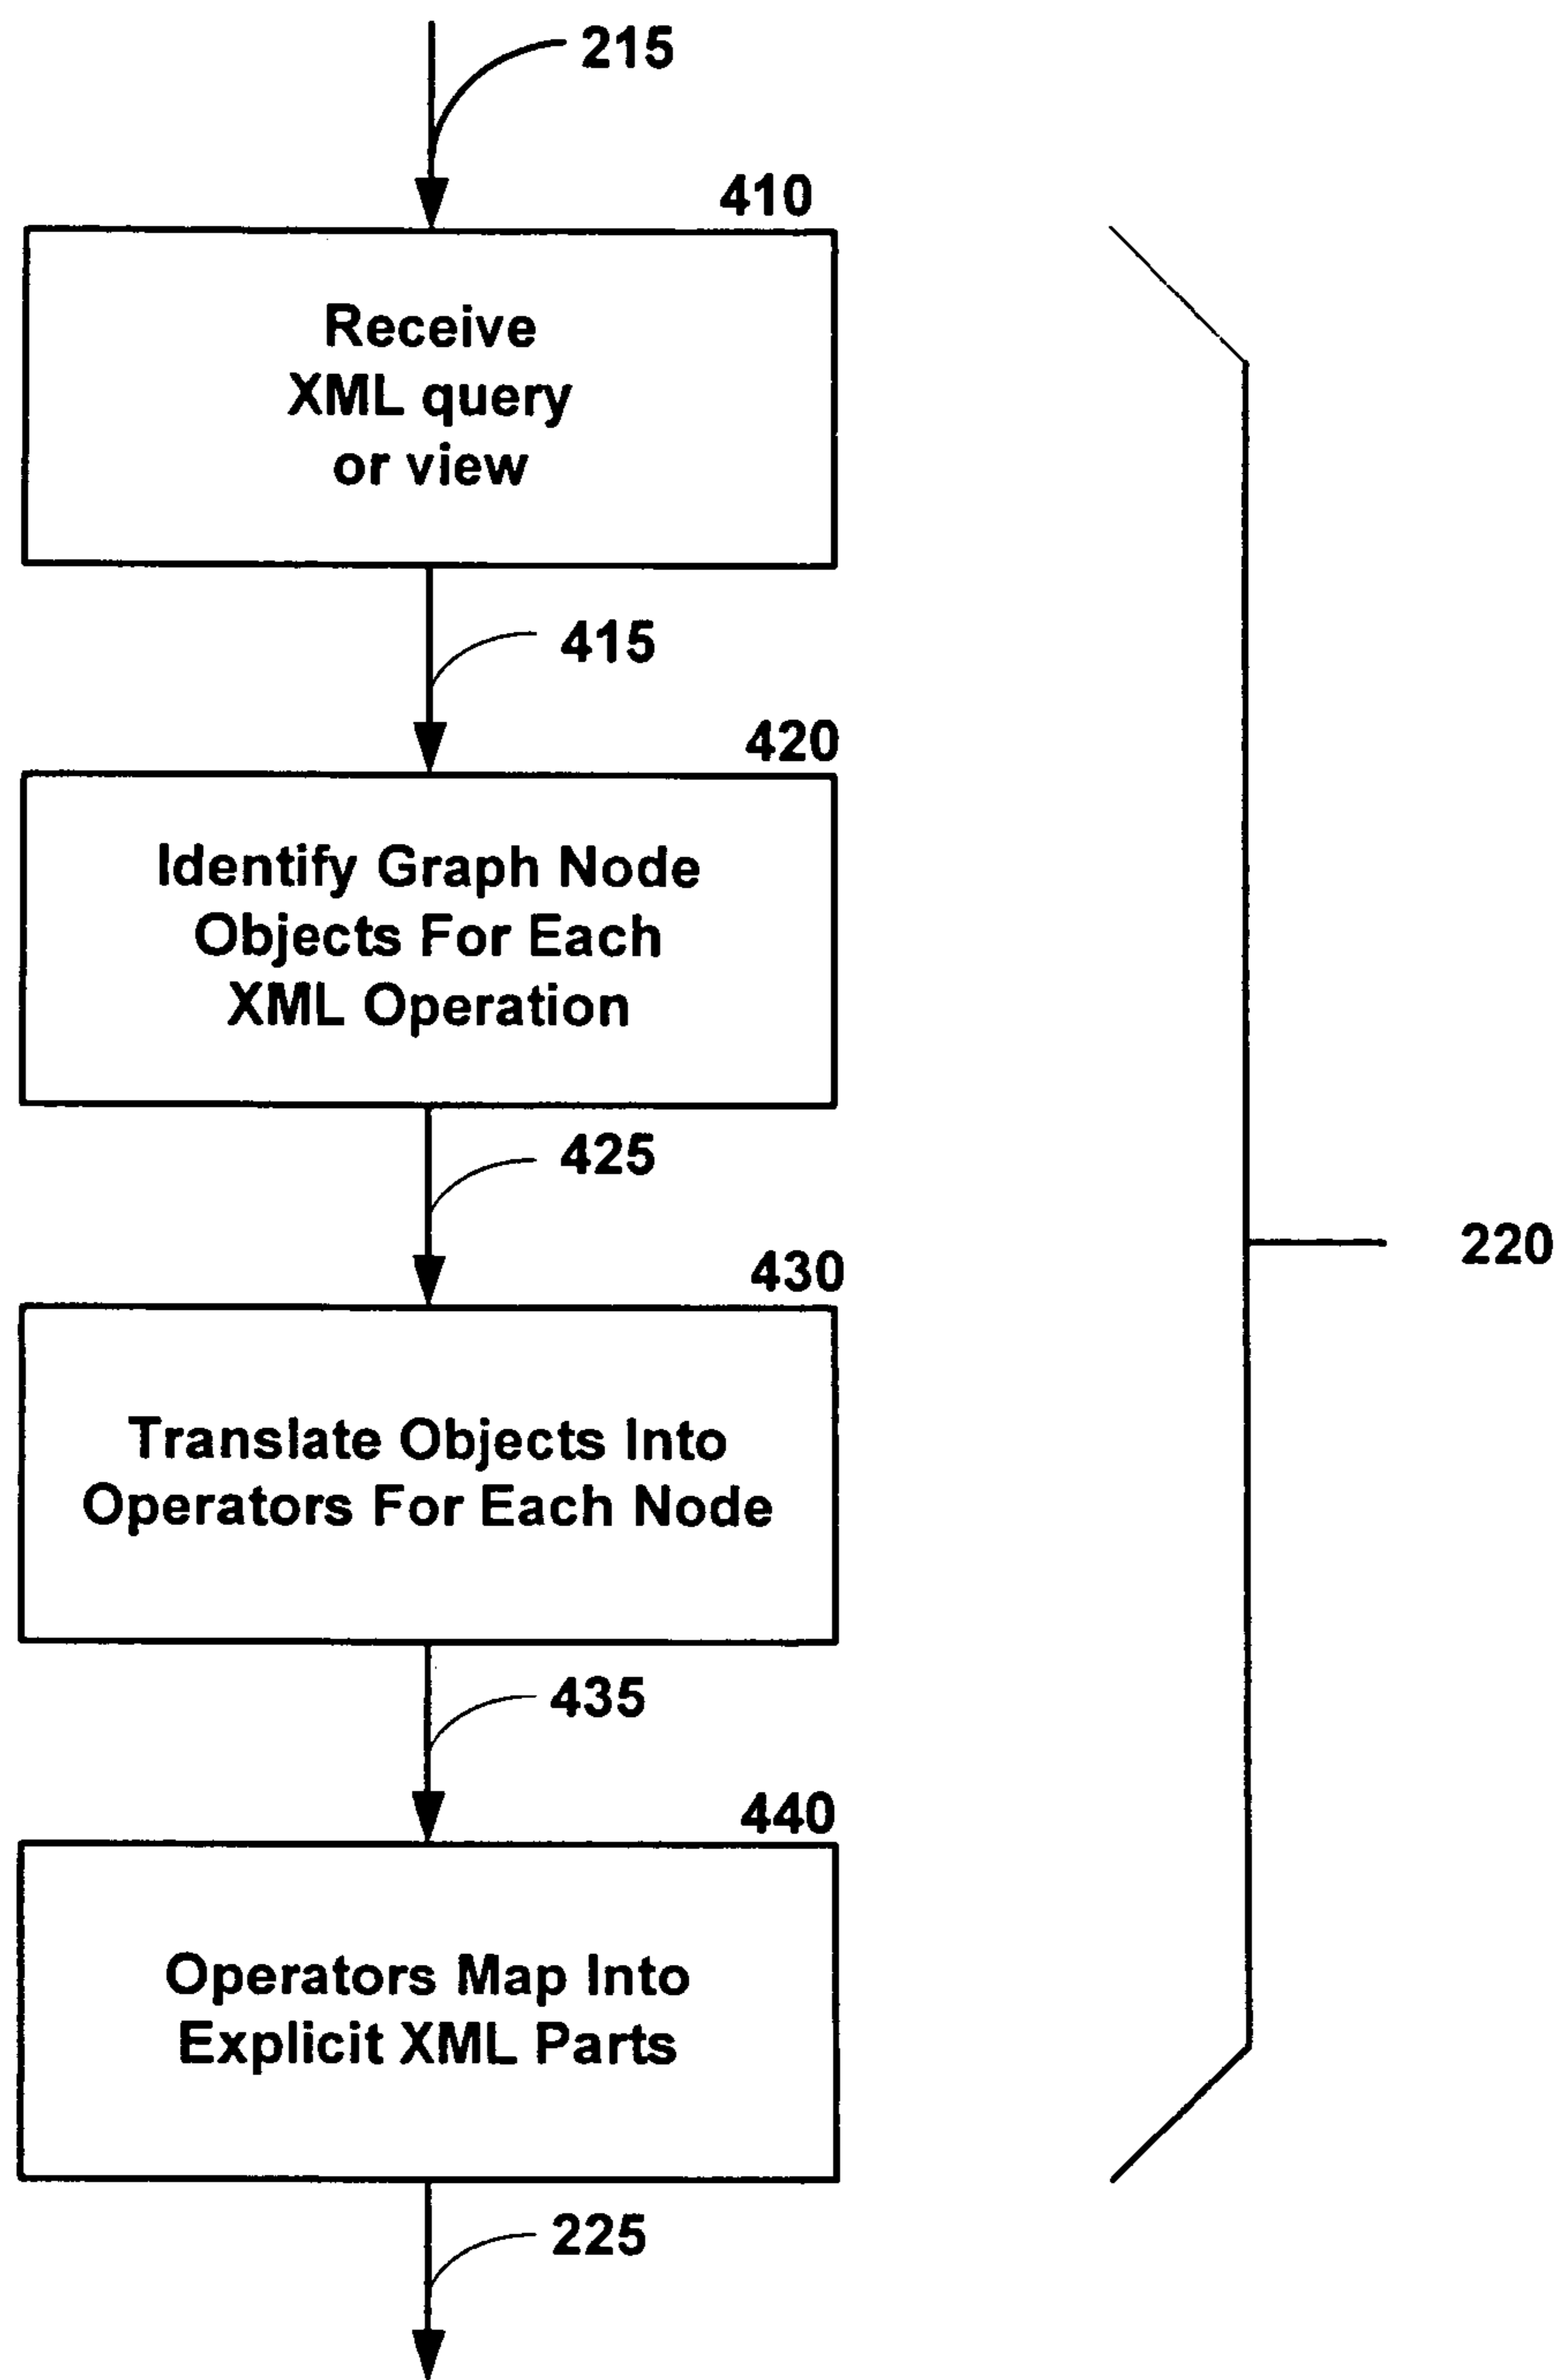 215
410
Receive
XML query
or view
415
420
Identify Graph Node
Objects For Each
XML Operation
425
430
220
Translate Objects Into
Operators For Each Node
435
440
Operators Map Into
Explicit XML Parts
225